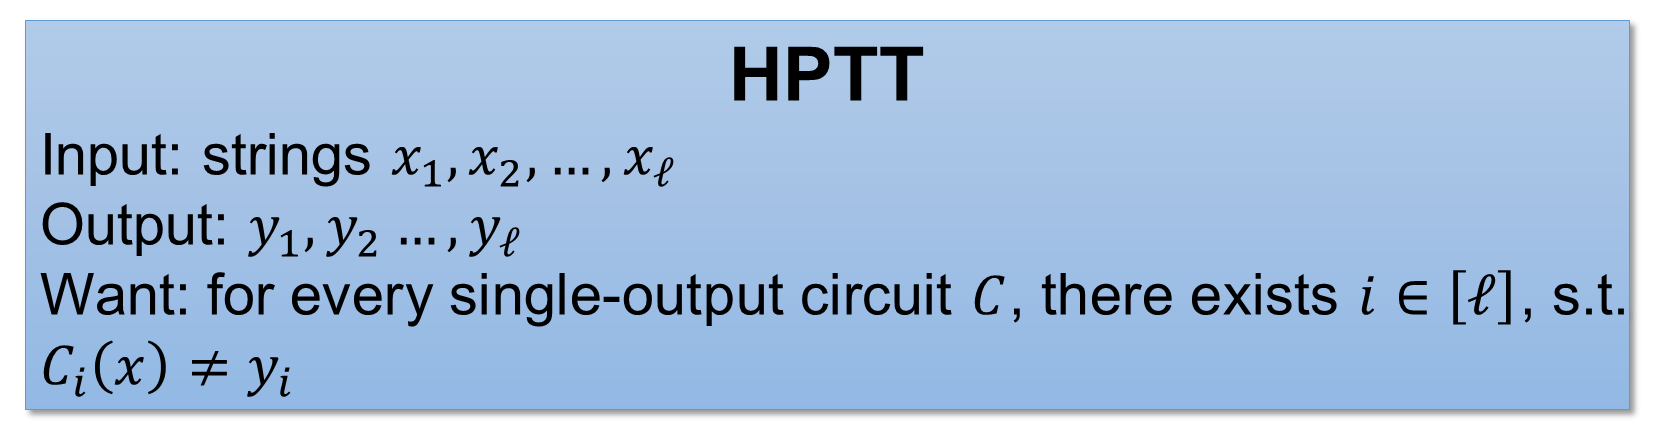 HPTT
Input: strings x₁, x₂, ... , xℓ
Output: y₁, y₂ ... , yℓ
Want: for every single-output circuit C, there exists i ∈ [ℓ], s.t.
Cᵢ(x) ≠ yᵢ